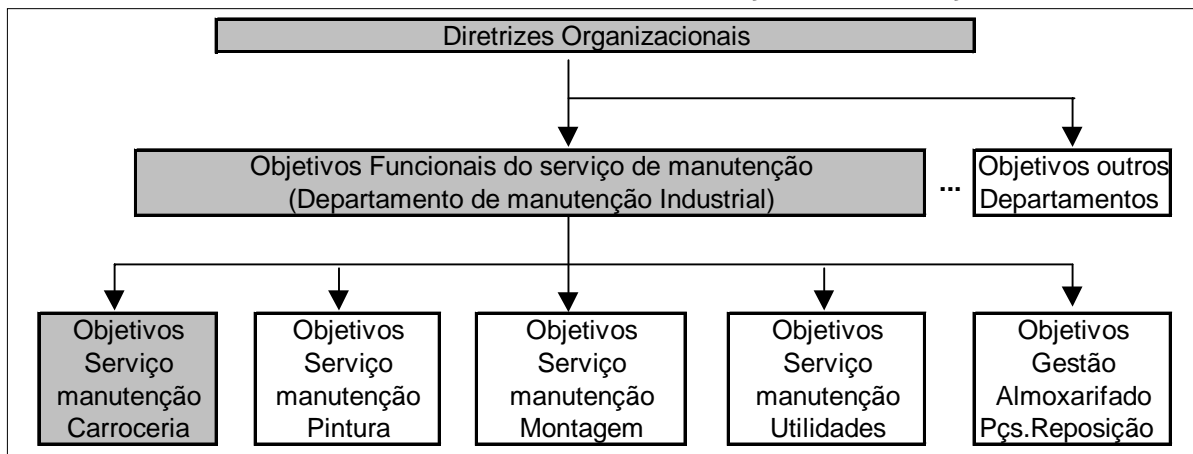 Diretrizes Organizacionais
Objetivos Funcionais do serviço de manutenção
(Departamento de manutenção Industrial)
...
Objetivos outros
Departamentos
Objetivos
Serviço
manutenção
Carroceria
Objetivos
Serviço
manutenção
Pintura
Objetivos
Serviço
manutenção
Montagem
Objetivos
Serviço
manutenção
Utilidades
Objetivos
Gestão
Almoxarifado
Pçs.Reposição